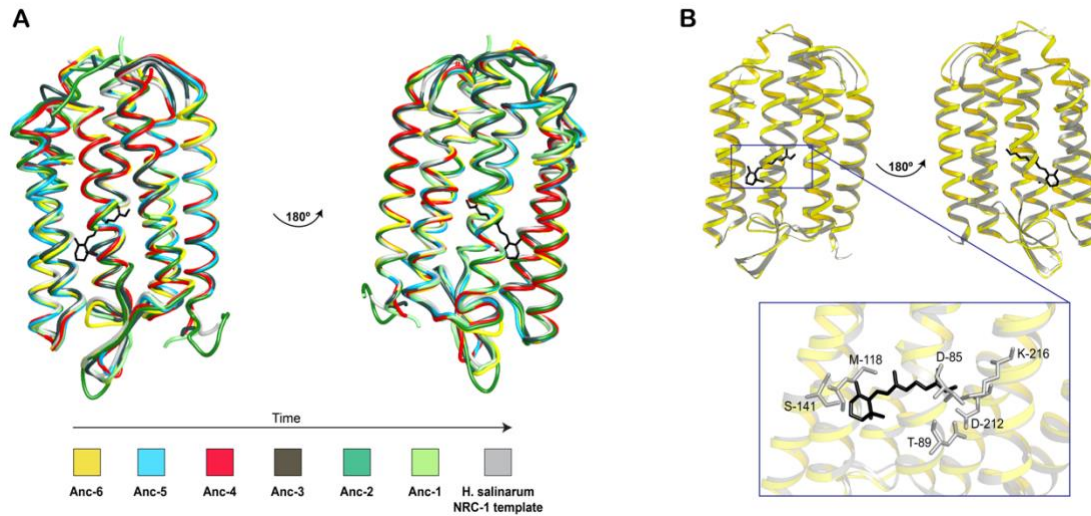 A
180º
Time
Anc-6
Anc-5
Anc-4
Anc-3
Anc-2
Anc-1
H. salinarum
NRC-1 template
B
180º
M-118
D-85
K-216
S-141
D-212
T-89